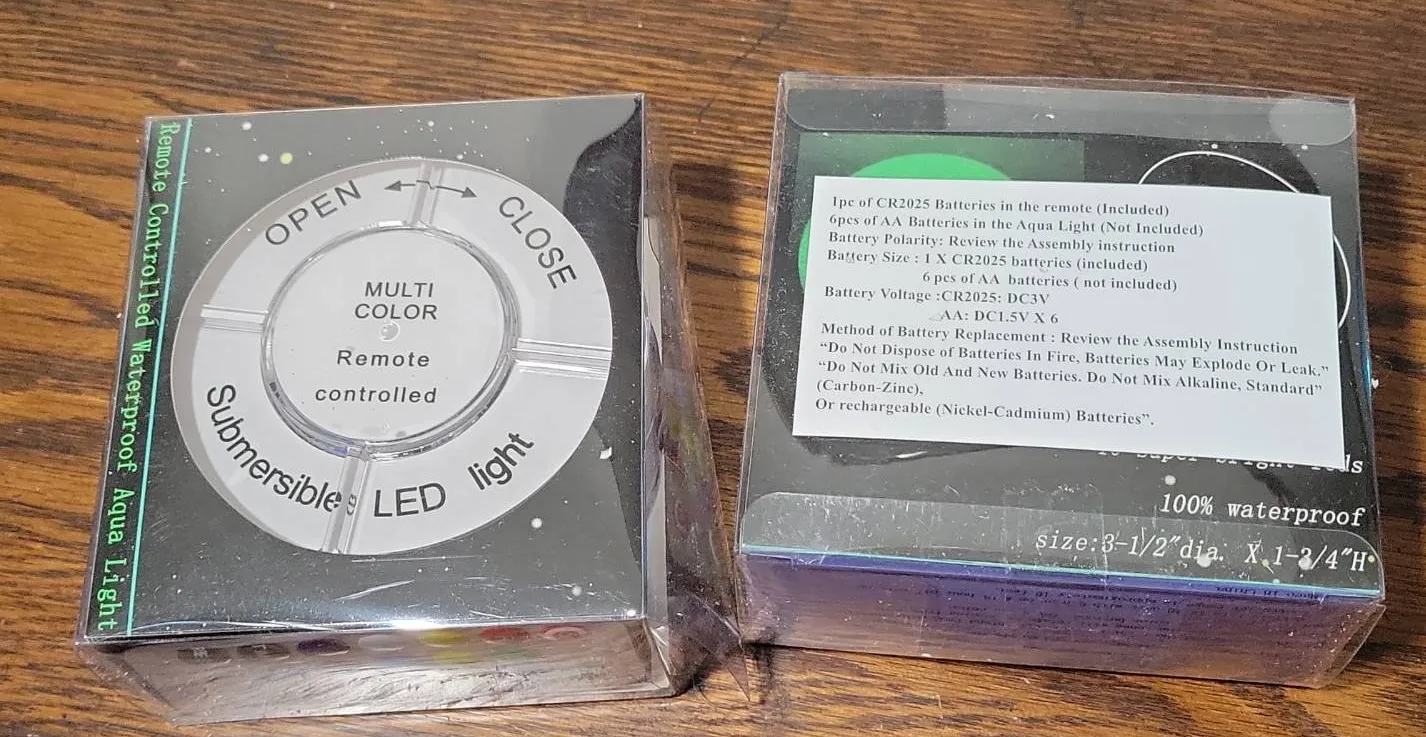 Remote Controlled Waterproof Aqua Light
OPEN
CLOSE
MULTI
COLOR
Remote
controlled
Submersible
LED light
1pc of CR2025 Batteries in the remote (Included)
6pcs of AA Batteries in the Aqua Light (Not Included)
Battery Polarity: Review the Assembly instruction
Battery Size : 1 X CR2025 batteries (included)
6 pcs of AA batteries ( not included)
Battery Voltage :CR2025: DC3V
AA: DC1.5V X 6
Method of Battery Replacement : Review the Assembly Instruction
“Do Not Dispose of Batteries In Fire, Batteries May Explode Or Leak.”
“Do Not Mix Old And New Batteries. Do Not Mix Alkaline, Standard”
(Carbon-Zinc),
Or rechargeable (Nickel-Cadmium) Batteries”.
100% waterproof
size:3-1/2"dia. X 1-3/4"H